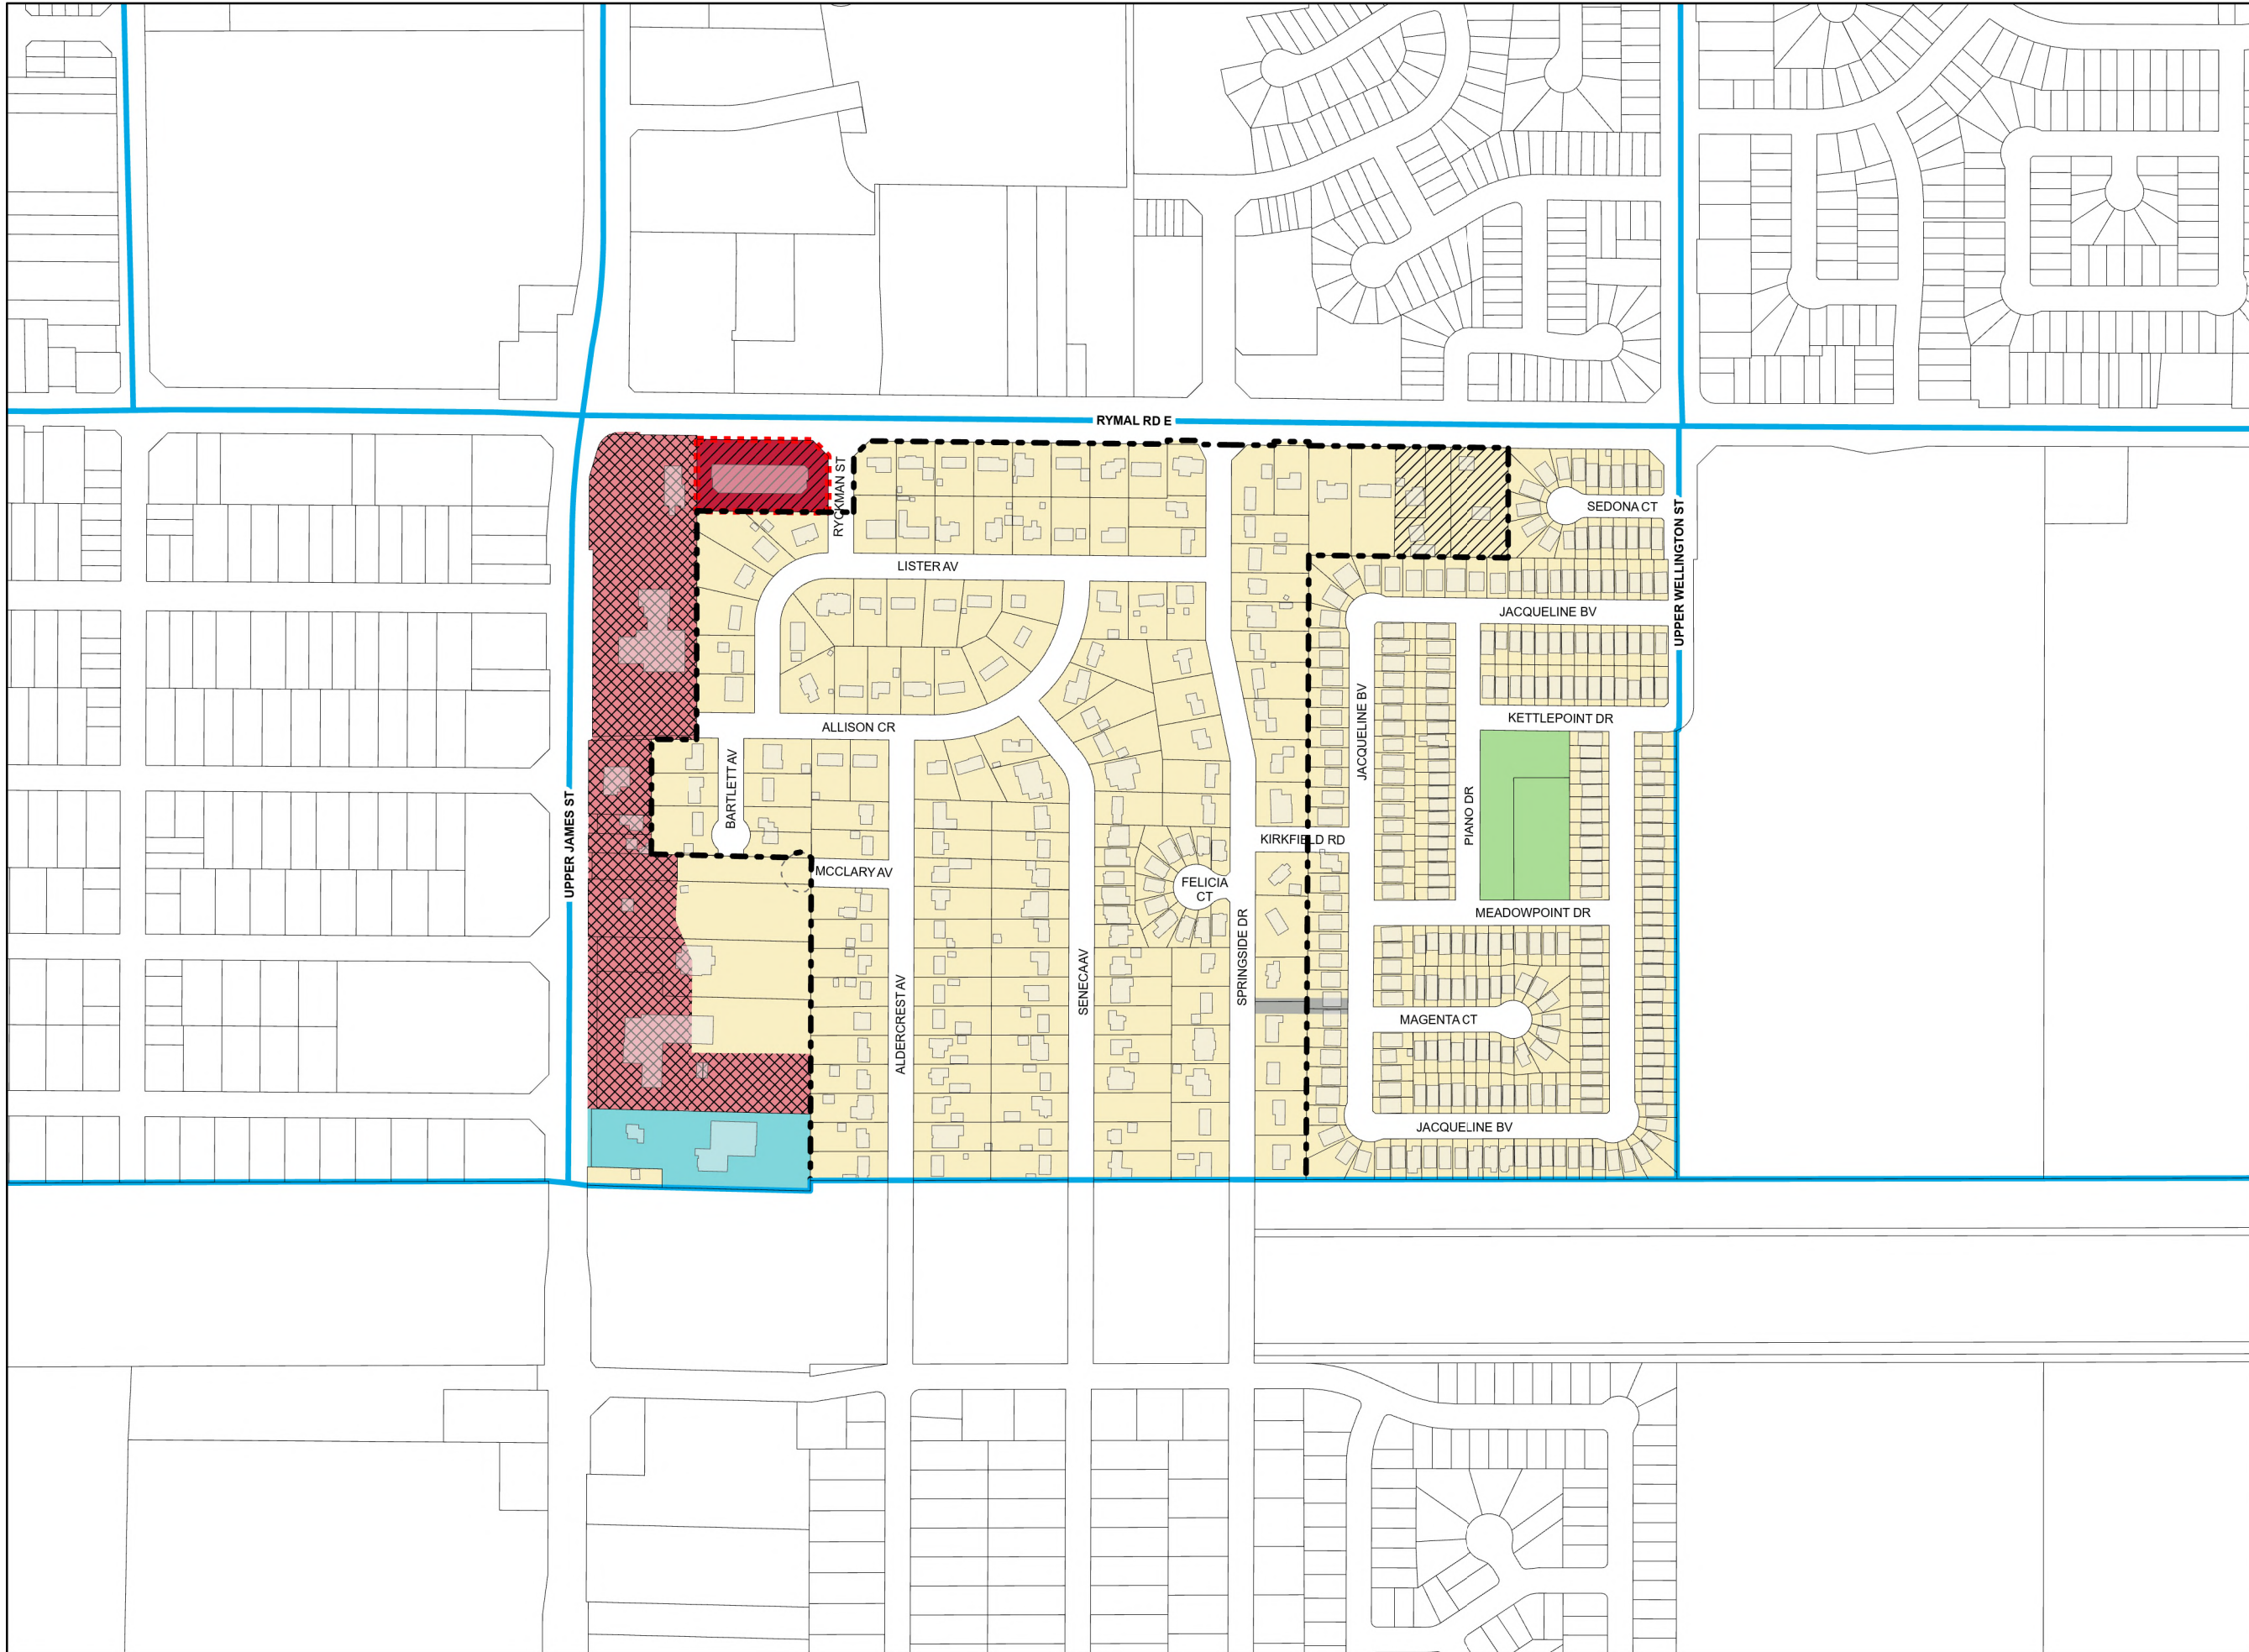 RYMAL RD E
RYCKMAN ST
SEDONA CT
UPPER WELLINGTON ST
LISTER AV
JACQUELINE BV
JACQUELINE BV
KETTLEPOINT DR
ALLISON CR
BARTLETT AV
PIANO DR
UPPER JAMES ST
KIRKFIELD RD
MCCLARY AV
FELICIA
CT
MEADOWPOINT DR
SPRINGSIDE DR
SENECA AV
ALDERCREST AV
MAGENTA CT
JACQUELINE BV